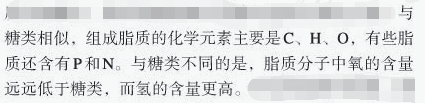 与
糖类相似，组成脂质的化学元素主要是C、H、O，有些脂
质还含有P和N。与糖类不同的是，脂质分子中氧的含量
远远低于糖类，而氢的含量更高。